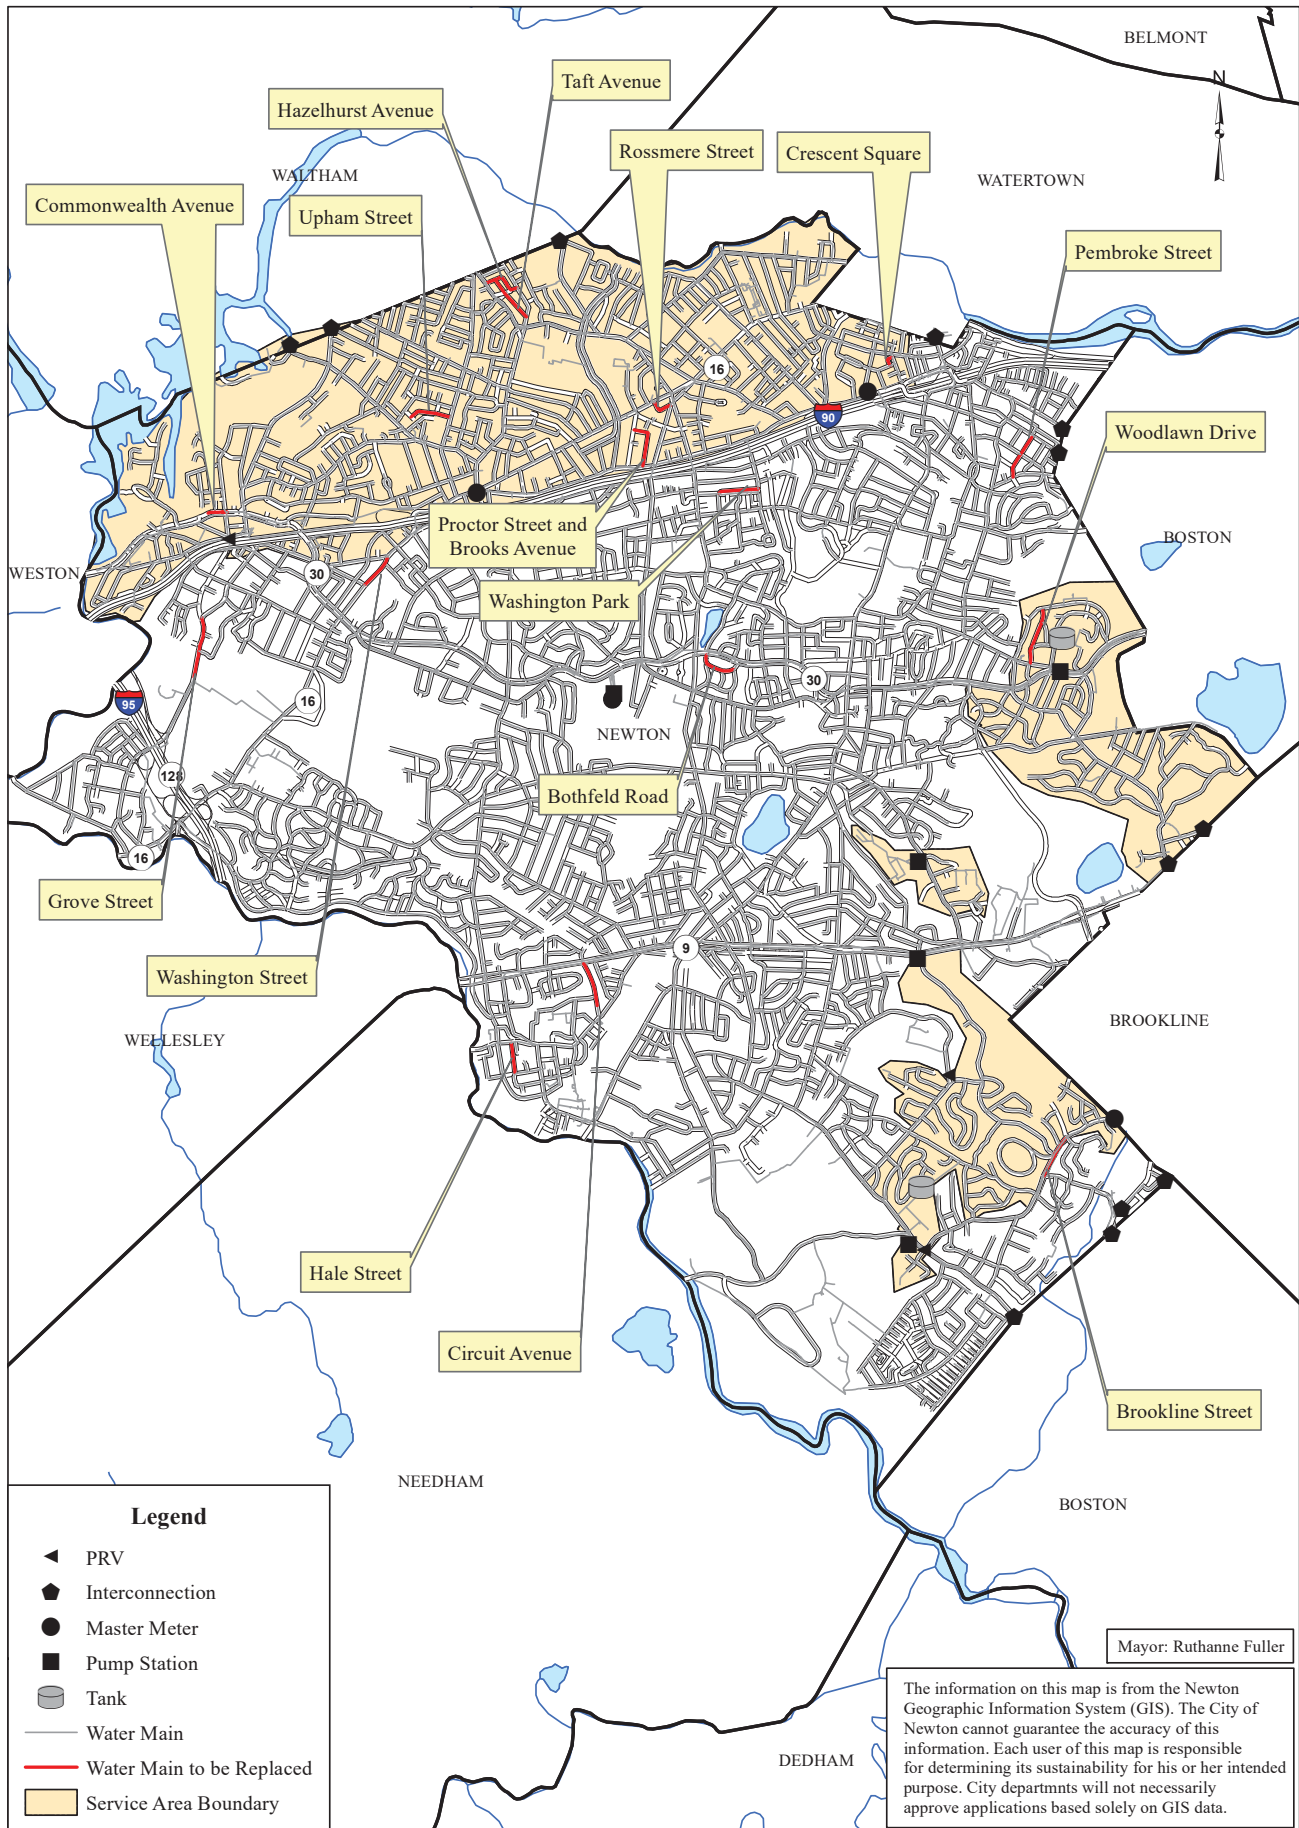 BELMONT
N
Taft Avenue
Hazelhurst Avenue
Rossmere Street
Crescent Square
WALTHAM
WATERTOWN
Commonwealth Avenue
Upham Street
Pembroke Street
16
90
Woodlawn Drive
Proctor Street and
Brooks Avenue
BOSTON
WESTON
30
Washington Park
30
95
16
NEWTON
128
Bothfeld Road
16
Grove Street
9
Washington Street
BROOKLINE
WELLESLEY
Hale Street
Circuit Avenue
Brookline Street
NEEDHAM
BOSTON
Legend
PRV
Interconnection
Master Meter
Pump Station
Tank
Water Main
Water Main to be Replaced
Service Area Boundary
Mayor: Ruthanne Fuller
DEDHAM
The information on this map is from the Newton
Geographic Information System (GIS). The City of
Newton cannot guarantee the accuracy of this
information. Each user of this map is responsible
for determining its sustainability for his or her intended
purpose. City departmnts will not necessarily
approve applications based solely on GIS data.